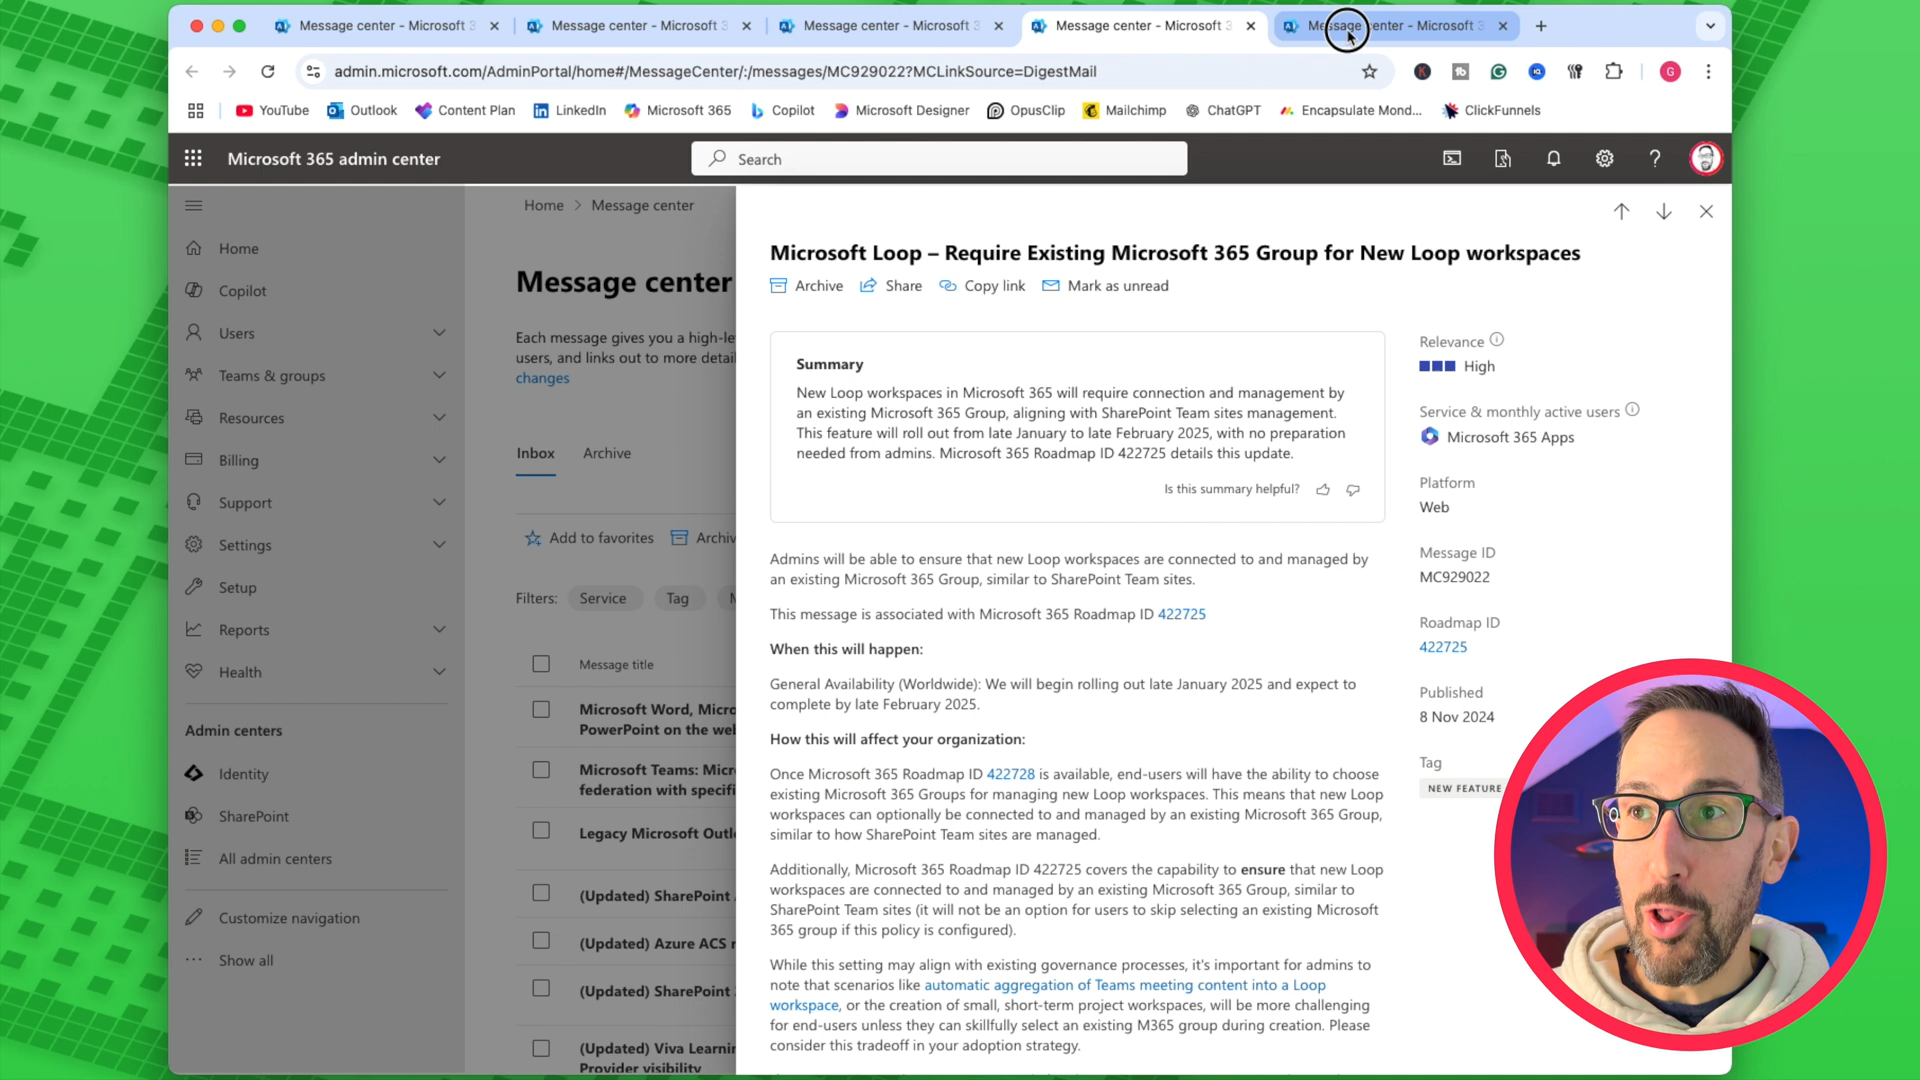 Message center - Microsoft 3
Message center - Microsoft 3
Message center - Microsoft 3
Message center - Microsoft 3
Message center - Microsoft 3
admin.microsoft.com/AdminPortal/home#/MessageCenter/:/messages/MC929022?MCLinkSource=DigestMail
YouTube Outlook Content Plan LinkedIn Microsoft 365 Copilot Microsoft Designer OpusClip Mailchimp ChatGPT Encapsulate Mond... ClickFunnels
Microsoft 365 admin center
Search
Home
Copilot
Users
Teams & groups
Resources
Billing
Support
Settings
Setup
Reports
Health
Admin centers
Identity
SharePoint
All admin centers
Customize navigation
Show all
Home > Message center
Message center
Each message gives you a high-le
users, and links out to more detail
changes
Inbox Archive
Add to favorites Archiv
Filters: Service Tag
Message title
Microsoft Word, Micro
PowerPoint on the web
Microsoft Teams: Micr
federation with specifi
Legacy Microsoft Outlo
(Updated) SharePoint
(Updated) Azure ACS r
(Updated) SharePoint
(Updated) Viva Learnin
Provider visibility
Microsoft Loop – Require Existing Microsoft 365 Group for New Loop workspaces
Archive Share Copy link Mark as unread
Summary
New Loop workspaces in Microsoft 365 will require connection and management by
an existing Microsoft 365 Group, aligning with SharePoint Team sites management.
This feature will roll out from late January to late February 2025, with no preparation
needed from admins. Microsoft 365 Roadmap ID 422725 details this update.
Is this summary helpful?
Admins will be able to ensure that new Loop workspaces are connected to and managed by
an existing Microsoft 365 Group, similar to SharePoint Team sites.
This message is associated with Microsoft 365 Roadmap ID 422725
When this will happen:
General Availability (Worldwide): We will begin rolling out late January 2025 and expect to
complete by late February 2025.
How this will affect your organization:
Once Microsoft 365 Roadmap ID 422728 is available, end-users will have the ability to choose
existing Microsoft 365 Groups for managing new Loop workspaces. This means that new Loop
workspaces can optionally be connected to and managed by an existing Microsoft 365 Group,
similar to how SharePoint Team sites are managed.
Additionally, Microsoft 365 Roadmap ID 422725 covers the capability to ensure that new Loop
workspaces are connected to and managed by an existing Microsoft 365 Group, similar to
SharePoint Team sites (it will not be an option for users to skip selecting an existing Microsoft
365 group if this policy is configured).
While this setting may align with existing governance processes, it's important for admins to
note that scenarios like automatic aggregation of Teams meeting content into a Loop
workspace, or the creation of small, short-term project workspaces, will be more challenging
for end-users unless they can skillfully select an existing M365 group during creation. Please
consider this tradeoff in your adoption strategy.
Relevance
High
Service & monthly active users
Microsoft 365 Apps
Platform
Web
Message ID
MC929022
Roadmap ID
422725
Published
8 Nov 2024
Tag
NEW FEATURE